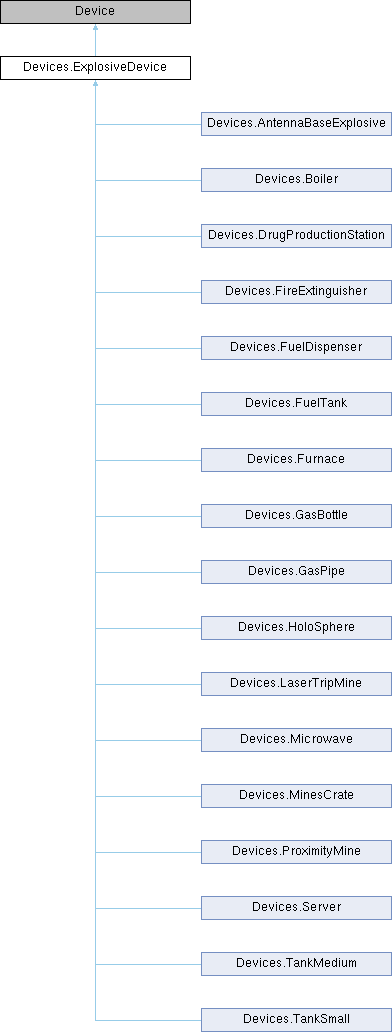 Device
Devices.ExplosiveDevice
Devices.AntennaBaseExplosive
Devices.Boiler
Devices.DrugProductionStation
Devices.FireExtinguisher
Devices.FuelDispenser
Devices.FuelTank
Devices.Furnace
Devices.GasBottle
Devices.GasPipe
Devices.HoloSphere
Devices.LaserTripMine
Devices.Microwave
Devices.MinesCrate
Devices.ProximityMine
Devices.Server
Devices.TankMedium
Devices.TankSmall